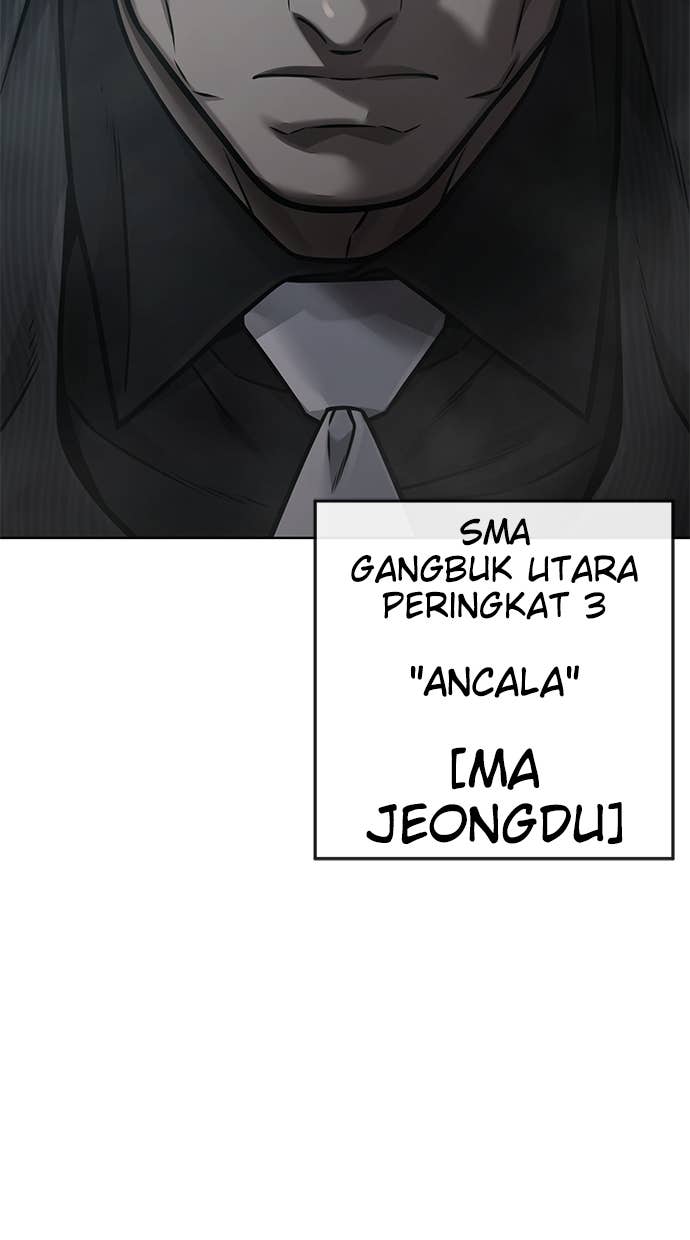 SMA
GANGBUK UTARA
PERINGKAT 3
"ANCALA"
[MA
JEONGDU]